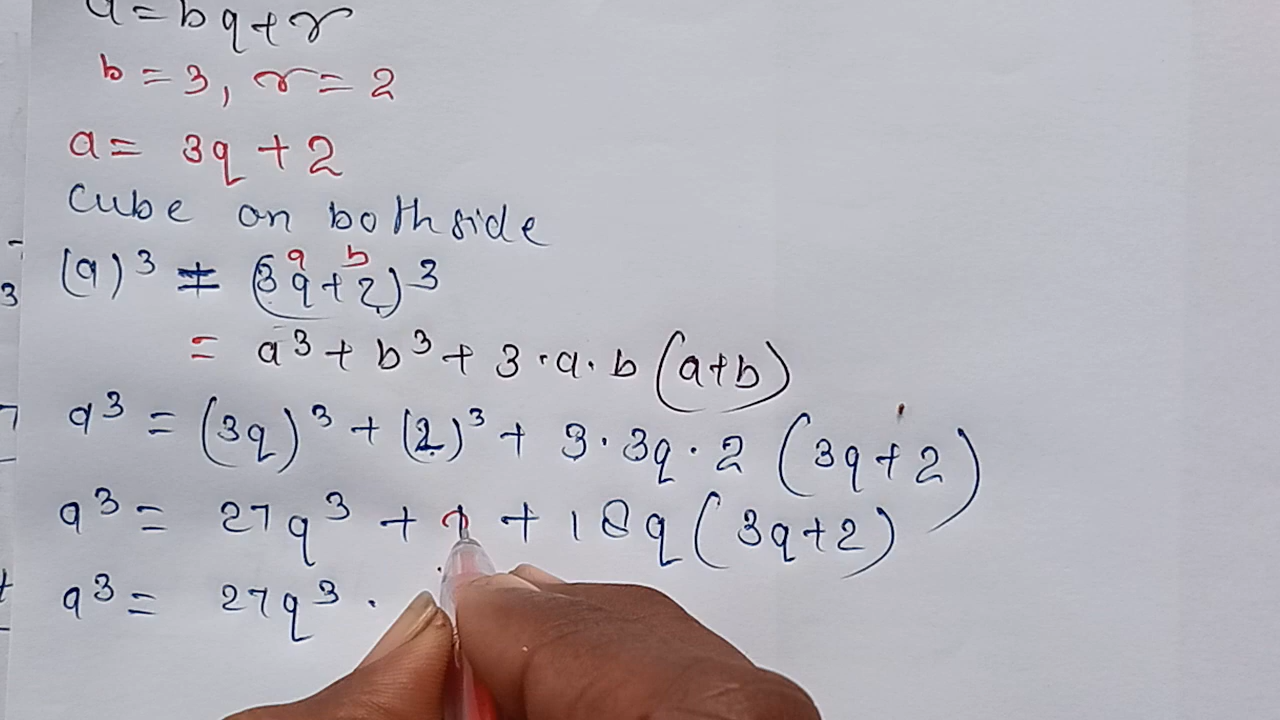 a = bq + r
b = 3, r = 2
a = 3q + 2
Cube on both side
a b
(a)³ = (3q+2)³
= a³ + b³ + 3·a·b (a+b)
a³ = (3q)³ + (2)³ + 3·3q·2 (3q+2)
a³ = 27q³ + + 18q (3q+2)
a³ = 27q³
3